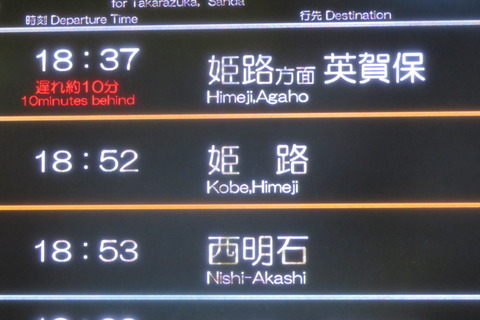 for Takarazuka, Sanda
時刻 Departure Time 行先 Destination
18:37 姫路方面 英賀保
遅れ約10分 Himeji,Agaho
10minutes behind
18:52 姫 路
Kobe,Himeji
18:53 西明石
Nishi-Akashi